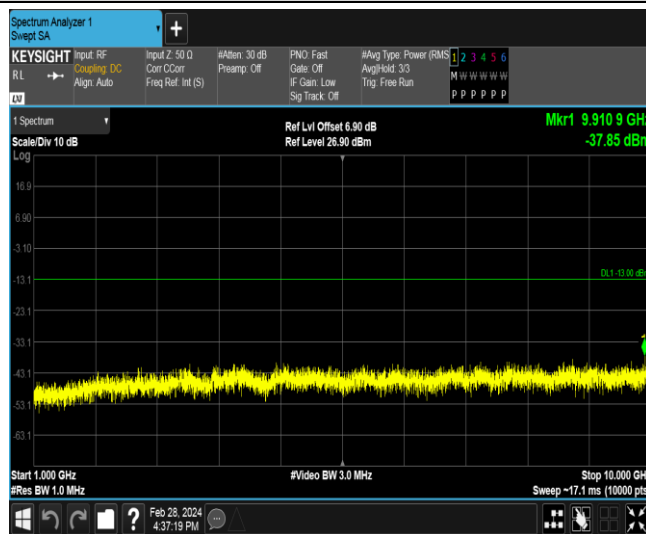 Spectrum Analyzer 1
Swept SA
+
KEYSIGHT Input: RF Input Z: 50 Ω #Atten: 30 dB PNO: Fast #Avg Type: Power (RMS 1 2 3 4 5 6
RL Coupling: DC Corr CCorr Preamp: Off Gate: Off Avg|Hold: 3/3 M W W W W W
Align: Auto Freq Ref: Int (S) IF Gain: Low Trig: Free Run
Sig Track: Off P P P P P P
LXI
1 Spectrum Ref Lvl Offset 6.90 dB Mkr1 9.910 9 GHz
Scale/Div 10 dB Ref Level 26.90 dBm -37.85 dBm
Log
16.9
6.90
-3.10
DL1 -13.00 dBm
-13.1
-23.1
-33.1
1
-43.1
-53.1
-63.1
Start 1.000 GHz #Video BW 3.0 MHz Stop 10.000 GH
#Res BW 1.0 MHz Sweep ~17.1 ms (10000 pts
? Feb 28, 2024
4:37:19 PM